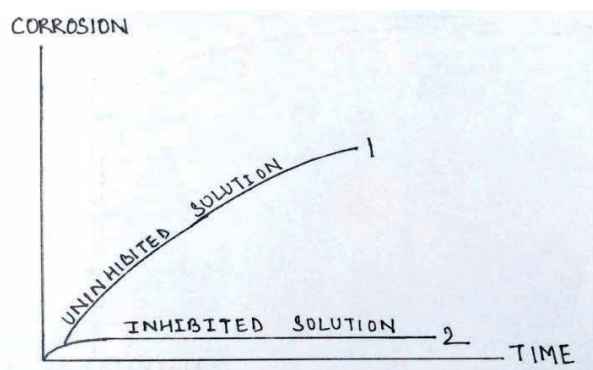 CORROSION
UNINHIBITED SOLUTION 1
INHIBITED SOLUTION 2
TIME